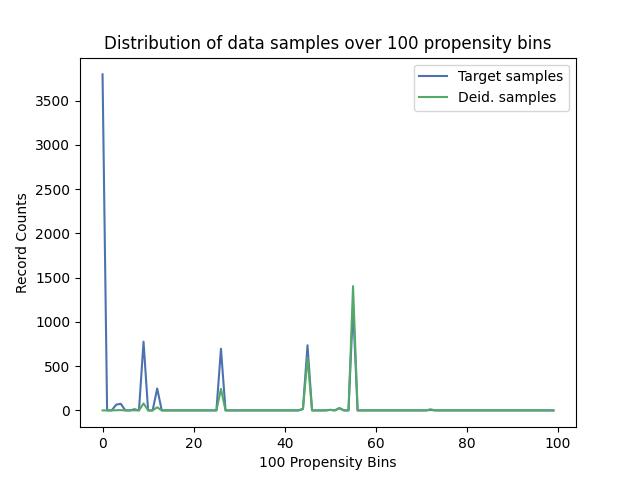 Distribution of data samples over 100 propensity bins
Target samples
Deid. samples
Record Counts
3500
3000
2500
2000
1500
1000
500
0
0 20 40 60 80 100
100 Propensity Bins